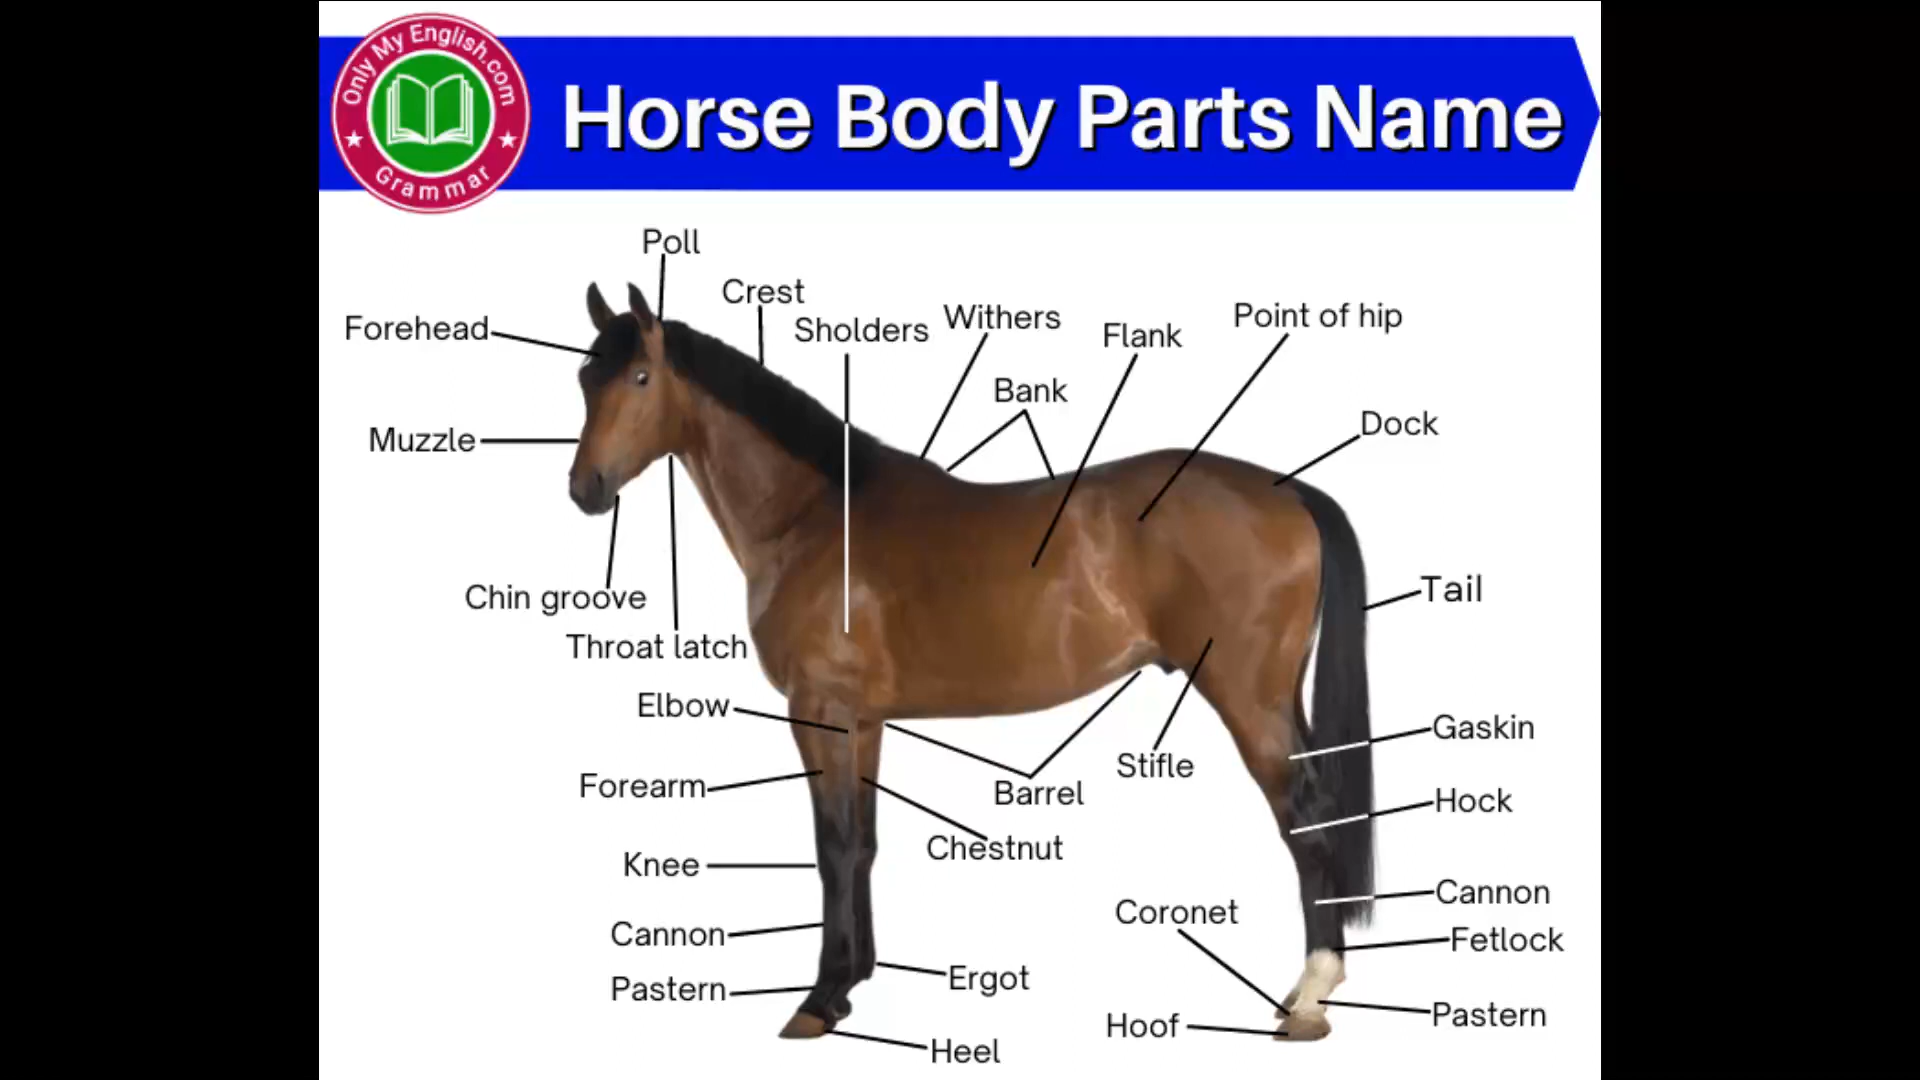 Only My English.com
Grammar
Horse Body Parts Name
Poll
Crest
Forehead
Sholders
Withers
Flank
Point of hip
Bank
Dock
Muzzle
Chin groove
Throat latch
Tail
Elbow
Gaskin
Stifle
Forearm
Barrel
Hock
Chestnut
Knee
Cannon
Coronet
Cannon
Fetlock
Ergot
Pastern
Pastern
Hoof
Heel